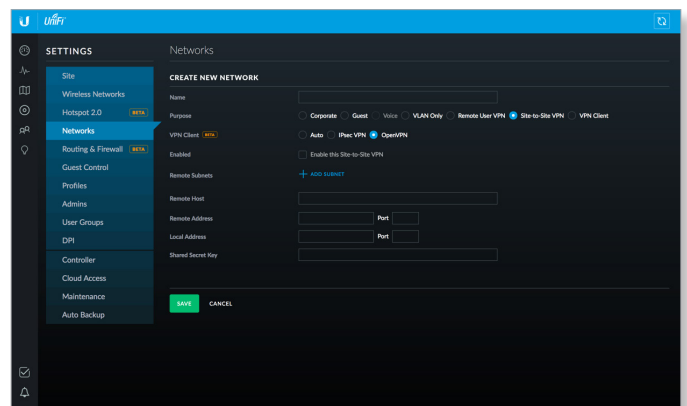 U UniFi
SETTINGS
Networks
Site
Wireless Networks
Hotspot 2.0 BETA
Networks
Routing & Firewall BETA
Guest Control
Profiles
Admins
User Groups
DPI
Controller
Cloud Access
Maintenance
Auto Backup
CREATE NEW NETWORK
Name
Purpose Corporate Guest Voice VLAN Only Remote User VPN Site-to-Site VPN VPN Client
VPN Client BETA Auto IPsec VPN OpenVPN
Enabled Enable this Site-to-Site VPN
Remote Subnets ADD SUBNET
Remote Host
Remote Address Port
Local Address Port
Shared Secret Key
SAVE CANCEL